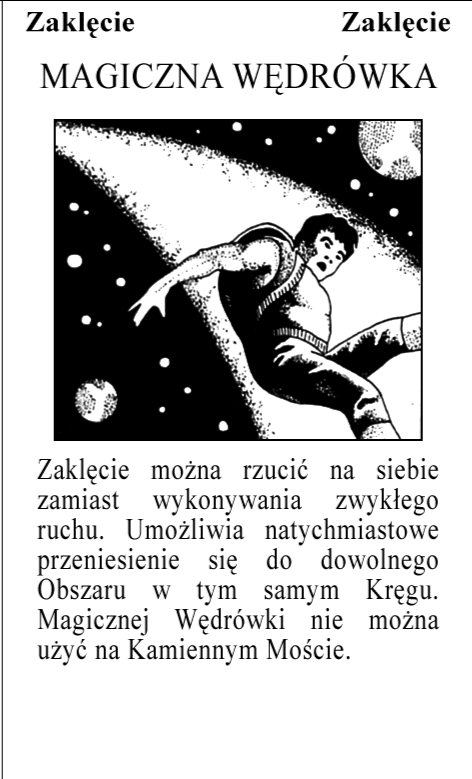 Zaklęcie Zaklęcie
MAGICZNA WĘDRÓWKA
Zaklęcie można rzucić na siebie
zamiast wykonywania zwykłego
ruchu. Umożliwia natychmiastowe
przeniesienie się do dowolnego
Obszaru w tym samym Kręgu.
Magicznej Wędrówki nie można
użyć na Kamiennym Moście.